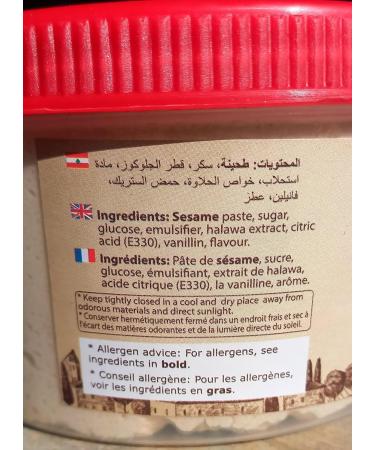 المحتويات: طحينة، سكر، قطر الجلوكوز، مادة
استحلاب، خواص الحلاوة، حمض الستريك،
فانيلين، عطز
Ingredients: Sesame paste, sugar,
glucose, emulsifier, halawa extract, citric
acid (E330), vanillin, flavour.
Ingrédients: Pâte de sésame, sucre,
glucose, émulsifiant, extrait de halawa,
acide citrique (E330), la vanilline, arôme.
* Keep tightly closed in a cool and dry place away from
odorous materials and direct sunlight.
* Conserver hermétiquement fermé dans un endroit frais et sec à
l'écart des matières odorantes et de la lumière directe du soleil.
* Allergen advice: For allergens, see
ingredients in bold.
* Conseil allergène: Pour les allergènes,
voir les ingrédients en gras.